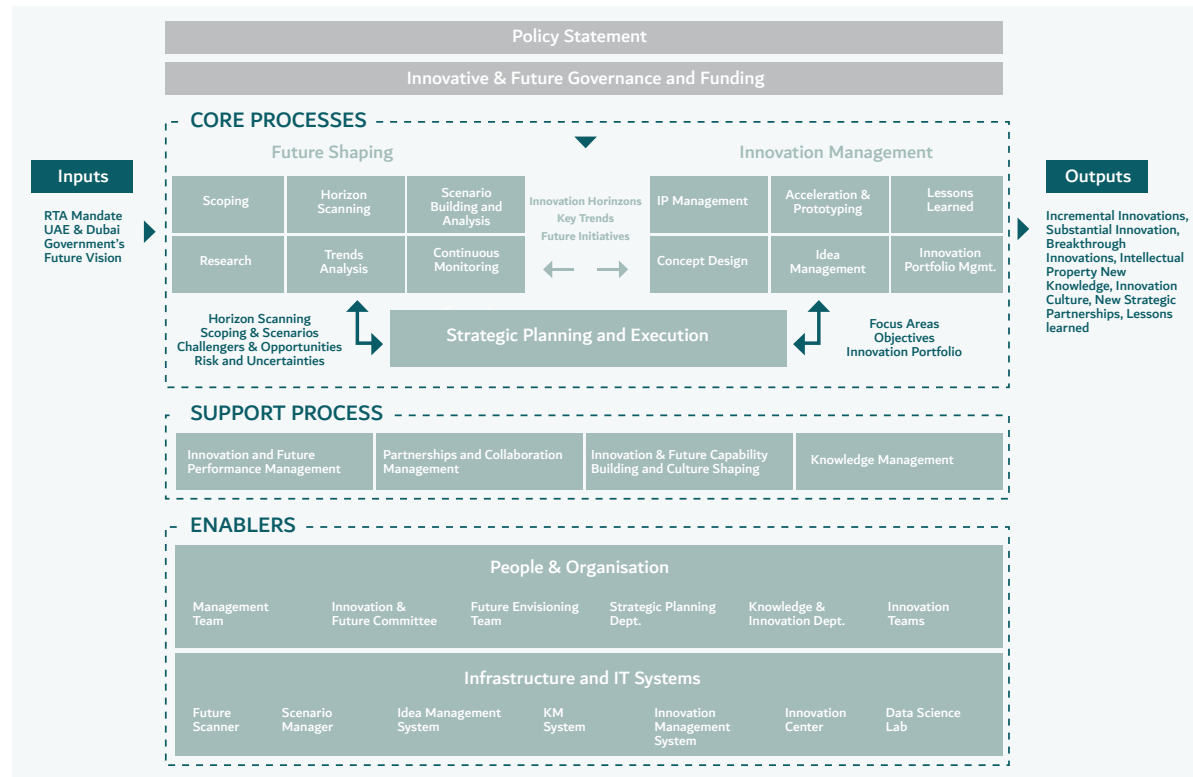 Policy Statement
Innovative & Future Governance and Funding
CORE PROCESSES
Future Shaping
Innovation Management
Inputs
RTA Mandate
UAE & Dubai
Government's
Future Vision
Scoping
Horizon
Scanning
Scenario
Building and
Analysis
Research
Trends
Analysis
Continuous
Monitoring
Innovation Horinzons
Key Trends
Future Initiatives
IP Management
Acceleration &
Prototyping
Lessons
Learned
Concept Design
Idea
Management
Innovation
Portfolio Mgmt.
Outputs
Incremental Innovations,
Substantial Innovation,
Breakthrough
Innovations, Intellectual
Property New
Knowledge, Innovation
Culture, New Strategic
Partnerships, Lessons
learned
Horizon Scanning
Scoping & Scenarios
Challengers & Opportunities
Risk and Uncertainties
Strategic Planning and Execution
Focus Areas
Objectives
Innovation Portfolio
SUPPORT PROCESS
Innovation and Future
Performance Management
Partnerships and Collaboration
Management
Innovation & Future Capability
Building and Culture Shaping
Knowledge Management
ENABLERS
People & Organisation
Management
Team
Innovation &
Future Committee
Future Envisioning
Team
Strategic Planning
Dept.
Knowledge &
Innovation Dept.
Innovation
Teams
Infrastructure and IT Systems
Future
Scanner
Scenario
Manager
Idea Management
System
KM
System
Innovation
Management
System
Innovation
Center
Data Science
Lab